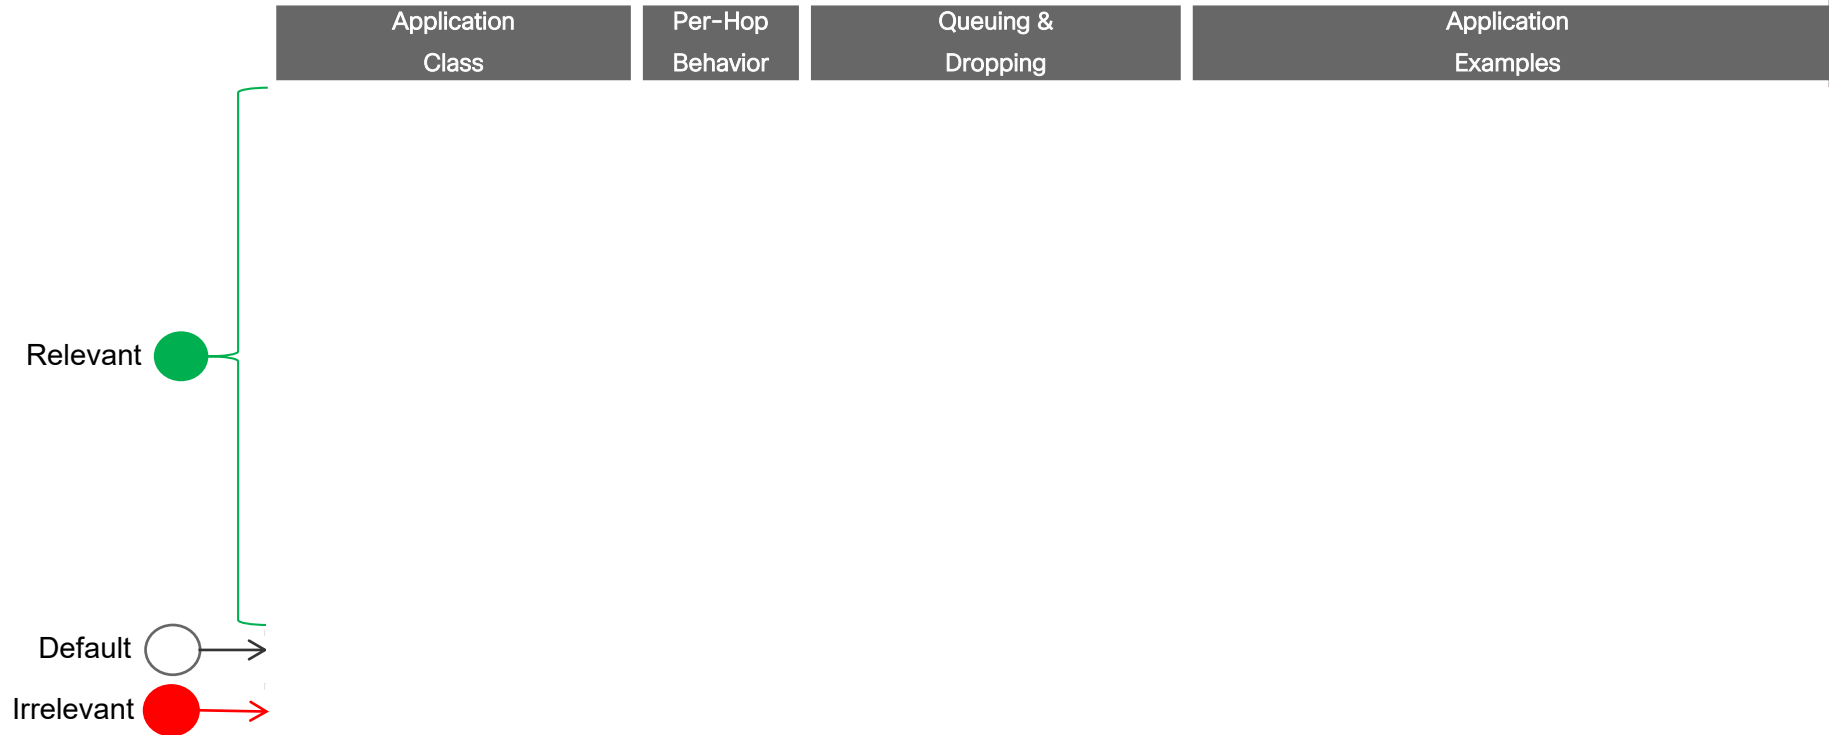 Application
Class
Per-Hop
Behavior
Queuing &
Dropping
Application
Examples
Relevant
Default
Irrelevant